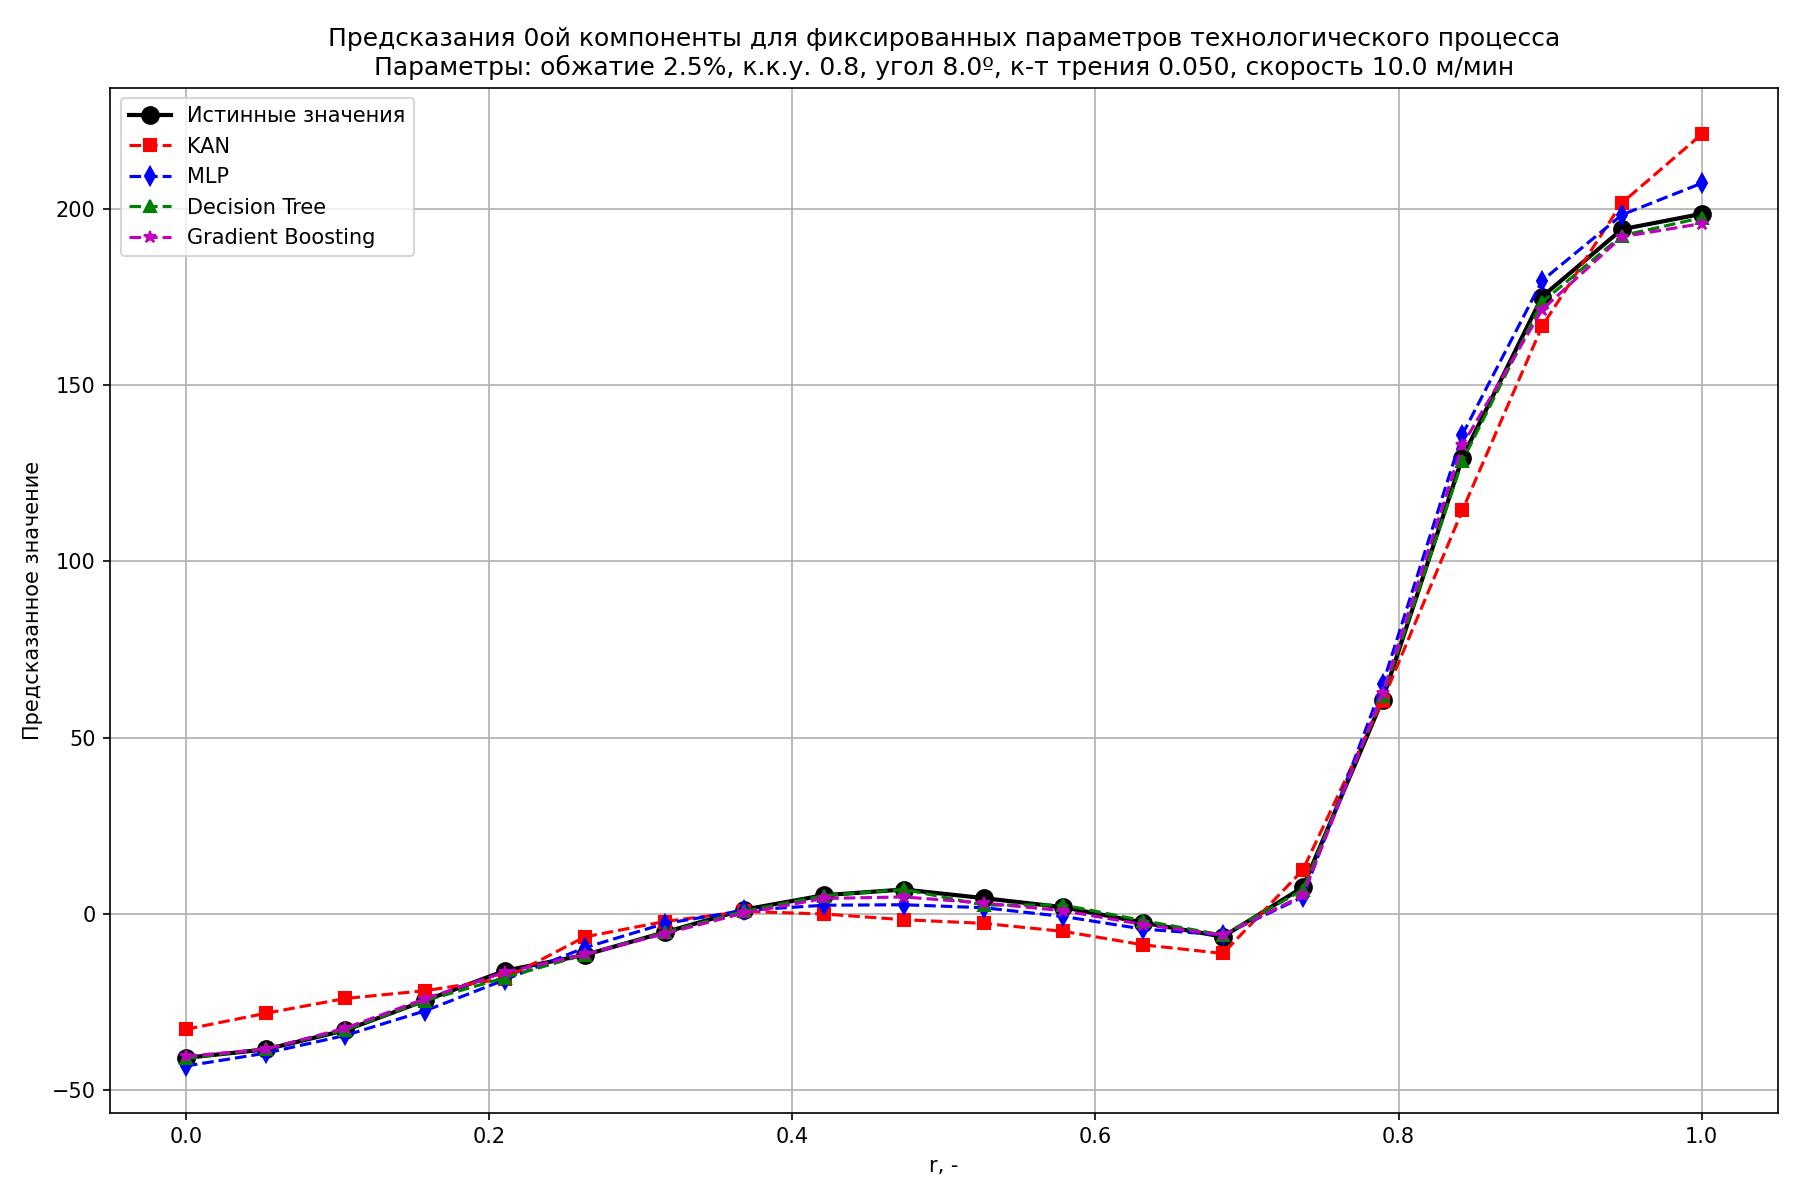 Предсказания 0ой компоненты для фиксированных параметров технологического процесса
Параметры: обжатие 2.5%, к.к.у. 0.8, угол 8.0º, к-т трения 0.050, скорость 10.0 м/мин
Истинные значения
KAN
MLP
Decision Tree
Gradient Boosting
Предсказанное значение
200
150
100
50
0
−50
0.0
0.2
0.4
0.6
0.8
1.0
r, -